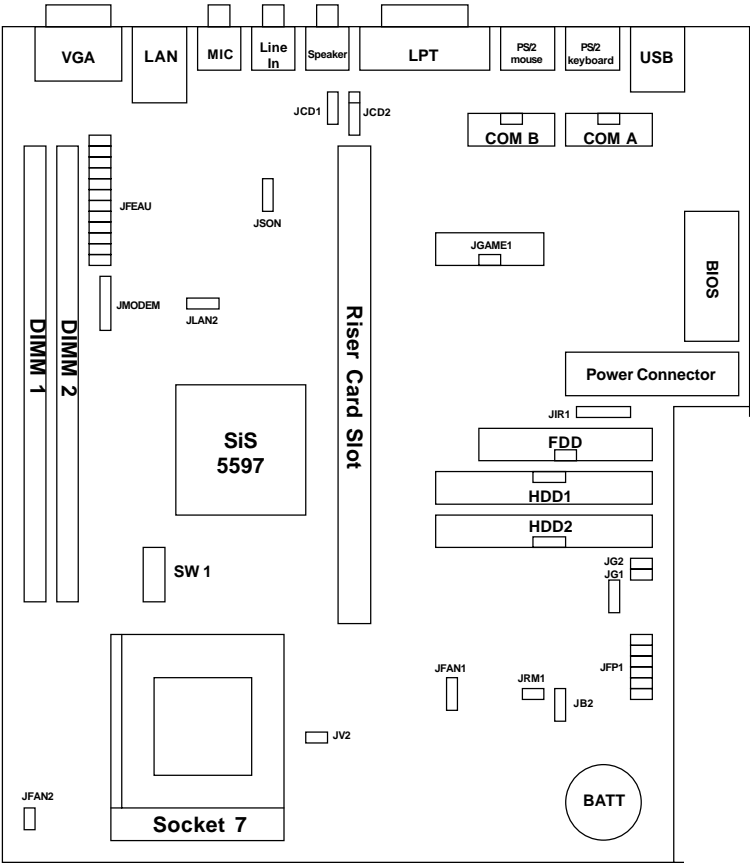 VGA
LAN
MIC
Line
In
Speaker
LPT
PS/2
mouse
PS/2
keyboard
USB
JCD1
JCD2
COM B
COM A
JFEAU
JSON
JGAME1
BIOS
JMODEM
JLAN2
DIMM 1
DIMM 2
Riser Card Slot
Power Connector
JIR1
SiS
5597
FDD
HDD1
HDD2
SW 1
JG2
JG1
JFAN1
JRM1
JFP1
JB2
JV2
JFAN2
BATT
Socket 7